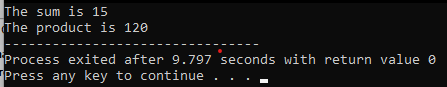 The sum is 15
The product is 120
--------------------------------
Process exited after 9.797 seconds with return value 0
Press any key to continue . . .